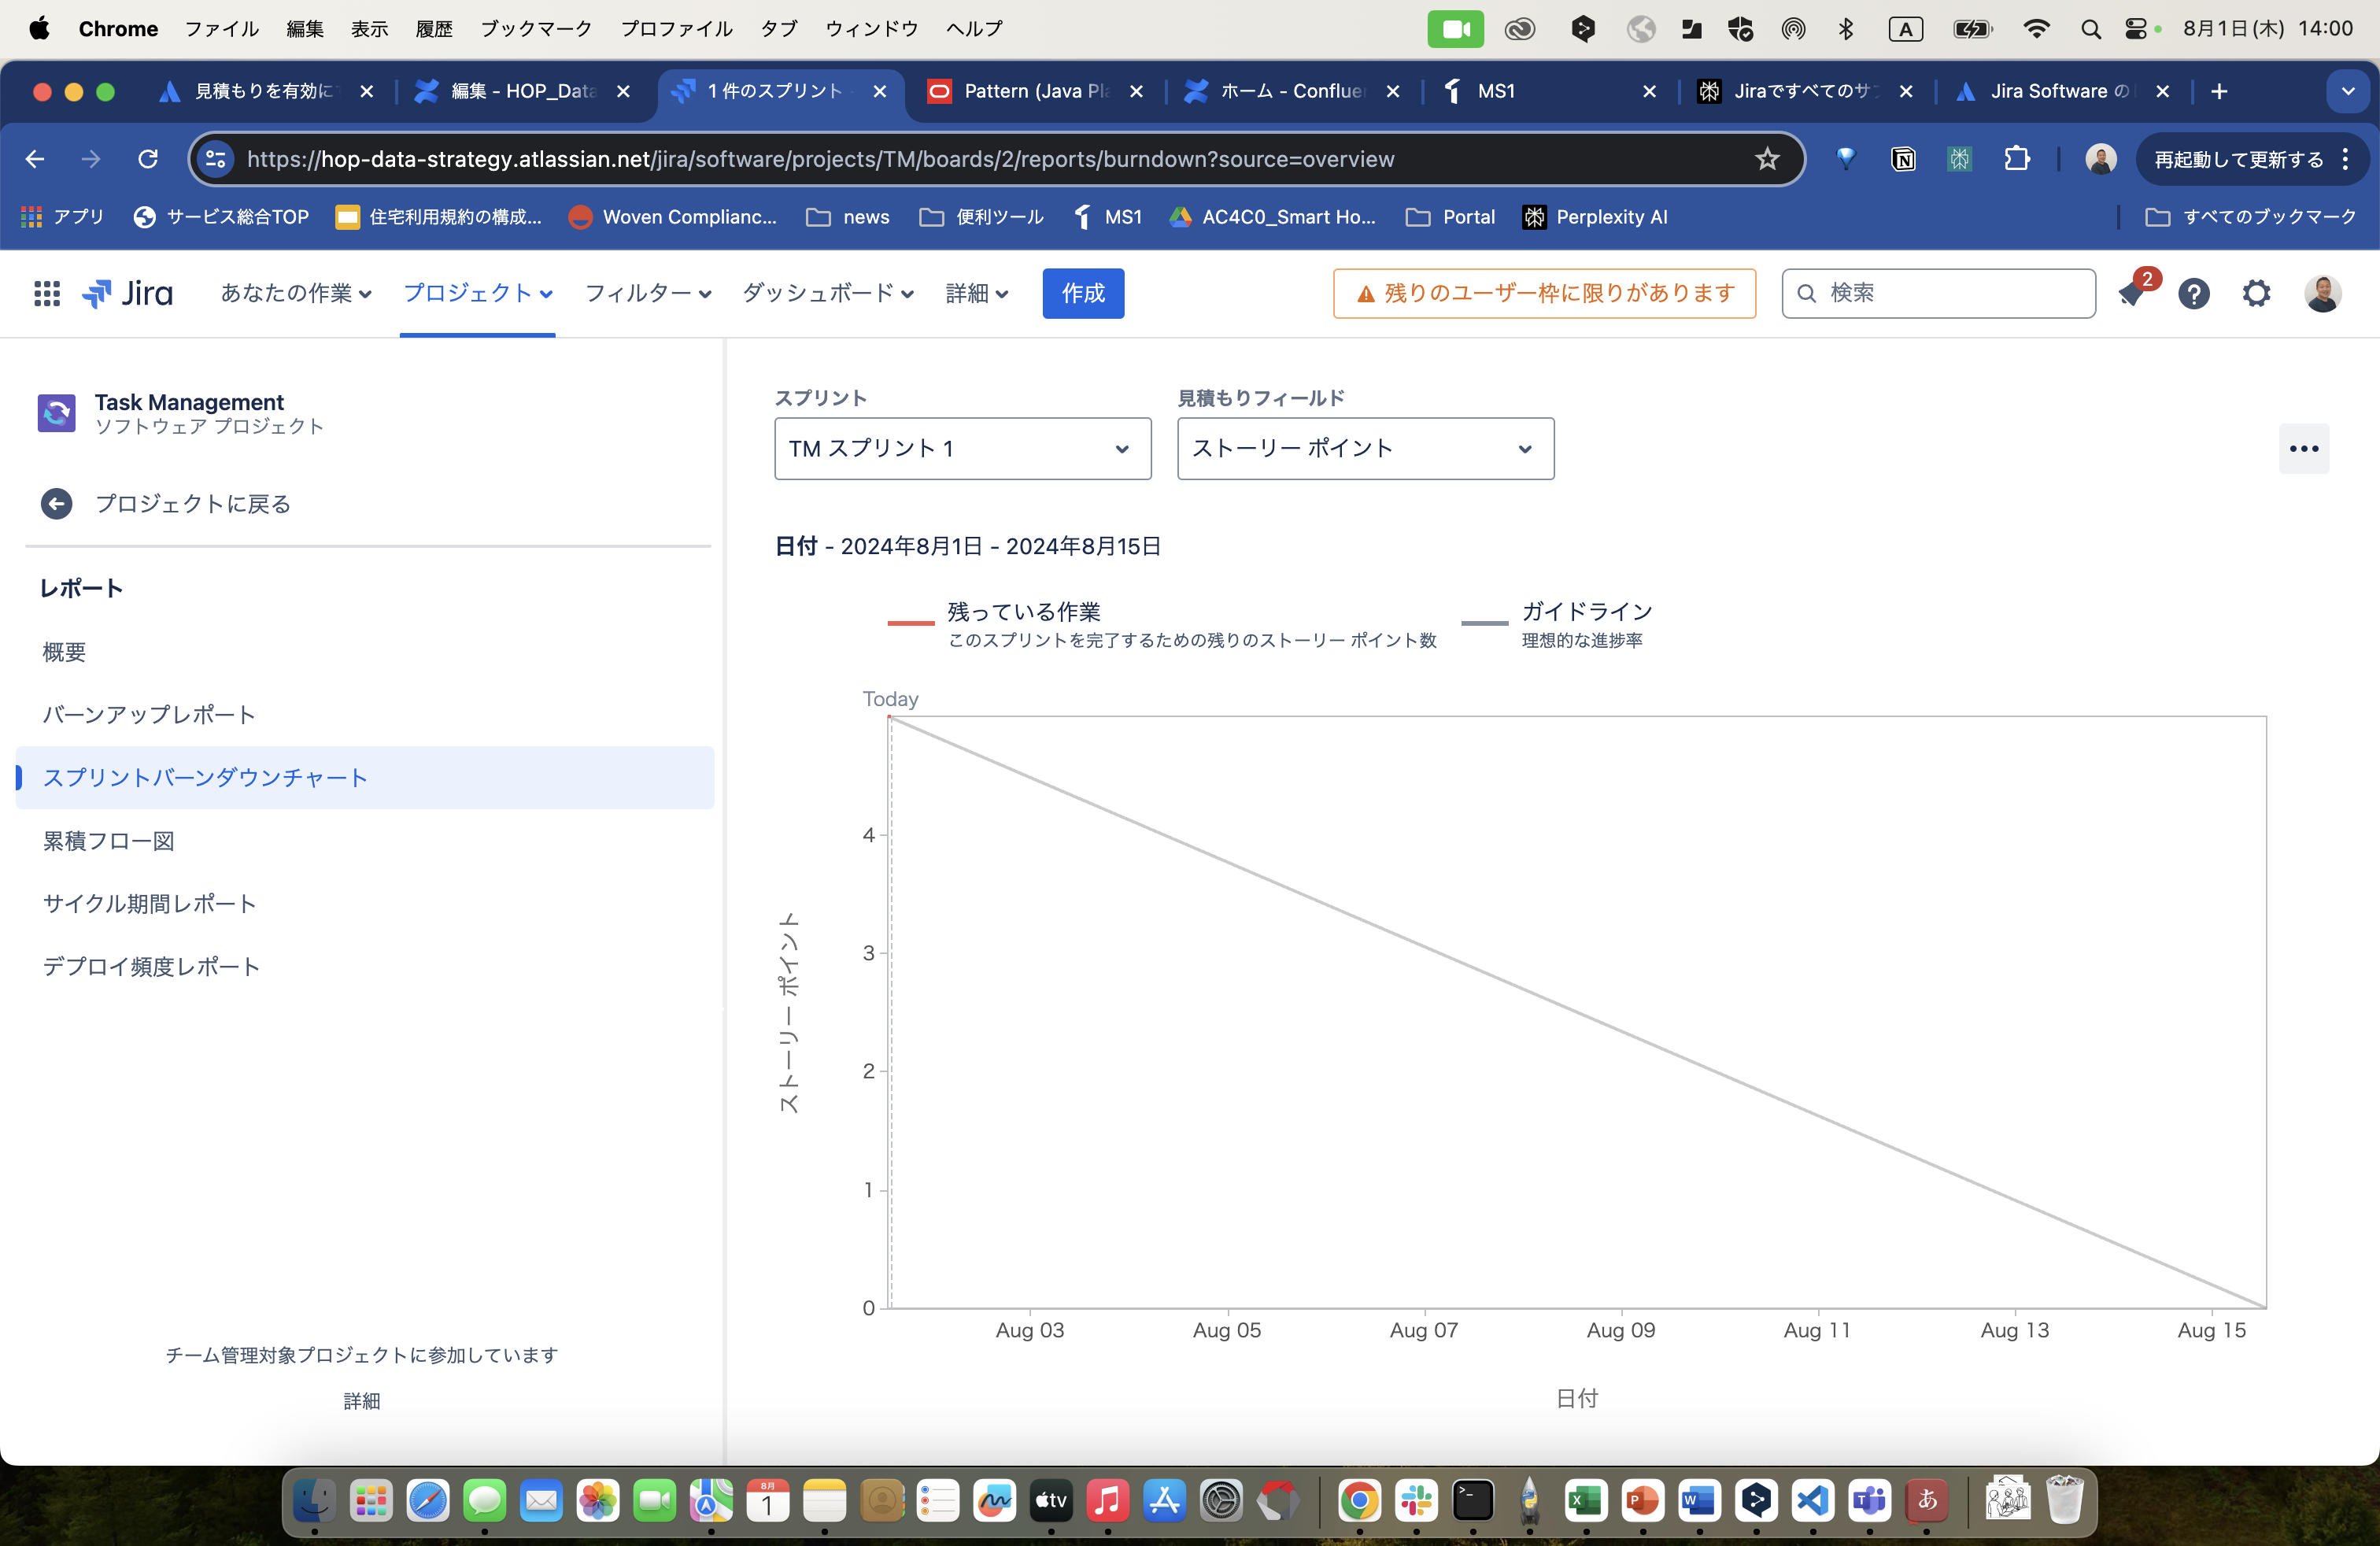 Chrome ファイル 編集 表示 履歴 ブックマーク プロファイル タブ ウィンドウ ヘルプ
A 8月1日(木) 14:00
見積もりを有効に
編集 - HOP_Data
1 件のスプリント
Pattern (Java Pla
ホーム - Confluen
MS1
Jiraですべてのサ
Jira Software の
https://hop-data-strategy.atlassian.net/jira/software/projects/TM/boards/2/reports/burndown?source=overview
再起動して更新する
アプリ サービス総合TOP 住宅利用規約の構成... Woven Complianc... news 便利ツール MS1 AC4C0_Smart Ho... Portal Perplexity AI すべてのブックマーク
Jira あなたの作業 プロジェクト フィルター ダッシュボード 詳細 作成 残りのユーザー枠に限りがあります 検索 2
Task Management
ソフトウェア プロジェクト
プロジェクトに戻る
レポート
概要
バーンアップレポート
スプリントバーンダウンチャート
累積フロー図
サイクル期間レポート
デプロイ頻度レポート
チーム管理対象プロジェクトに参加しています
詳細
スプリント
TM スプリント 1
見積もりフィールド
ストーリー ポイント
日付 - 2024年8月1日 - 2024年8月15日
残っている作業
このスプリントを完了するための残りのストーリー ポイント数
ガイドライン
理想的な進捗率
Today
4
3
2
1
0
ストーリー ポイント
Aug 03 Aug 05 Aug 07 Aug 09 Aug 11 Aug 13 Aug 15
日付
8月
1
tv
あ